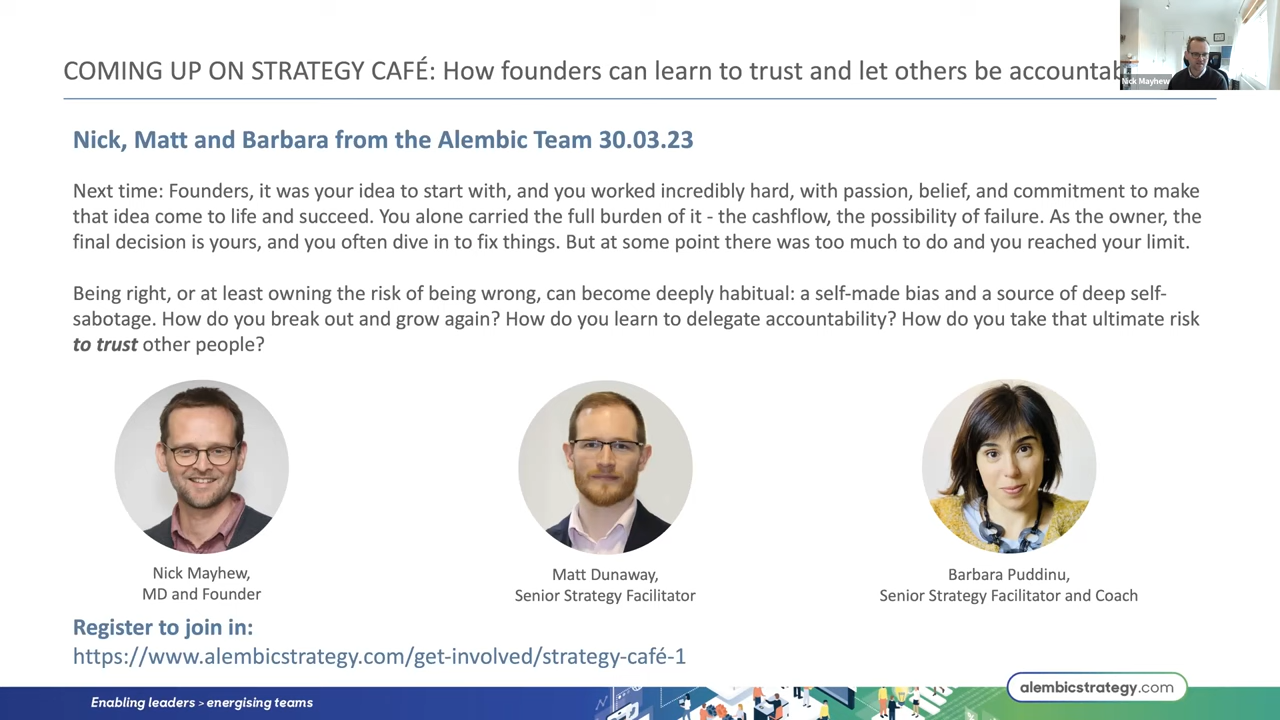 COMING UP ON STRATEGY CAFÉ: How founders can learn to trust and let others be accountab
Nick Mayhew
Nick, Matt and Barbara from the Alembic Team 30.03.23
Next time: Founders, it was your idea to start with, and you worked incredibly hard, with passion, belief, and commitment to make
that idea come to life and succeed. You alone carried the full burden of it - the cashflow, the possibility of failure. As the owner, the
final decision is yours, and you often dive in to fix things. But at some point there was too much to do and you reached your limit.
Being right, or at least owning the risk of being wrong, can become deeply habitual: a self-made bias and a source of deep self-
sabotage. How do you break out and grow again? How do you learn to delegate accountability? How do you take that ultimate risk
to trust other people?
Nick Mayhew,
MD and Founder
Matt Dunaway,
Senior Strategy Facilitator
Barbara Puddinu,
Senior Strategy Facilitator and Coach
Register to join in:
https://www.alembicstrategy.com/get-involved/strategy-café-1
Enabling leaders > energising teams
alembicstrategy.com